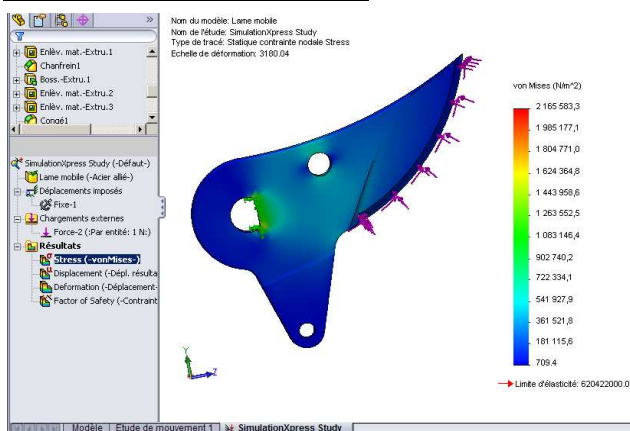 Nom du modèle: Lame mobile
Nom de l'étude: SimulationXpress Study
Type de tracé: Statique contrainte nodale Stress
Echelle de déformation: 3180.04
Enlèv. mat.-Extru.1
Chanfrein1
Boss.-Extru.1
Enlèv. mat.-Extru.2
Enlèv. mat.-Extru.3
Congé1
SimulationXpress Study (-Défaut-)
Lame mobile (-Acier allié-)
Déplacements imposés
Fixe-1
Chargements externes
Force-2 (:Par entité: 1 N:)
Résultats
Stress (-vonMises-)
Displacement (-Dépl. résulta
Deformation (-Déplacement-
Factor of Safety (-Contraint
von Mises (N/m^2)
2 165 583,3
1 985 177,1
1 804 771,0
1 624 364,8
1 443 958,6
1 263 552,5
1 083 146,4
902 740,2
722 334,1
541 927,9
361 521,8
181 115,6
709.4
Limite d'élasticité: 620422000.0
Y
Z
Modèle
Etude de mouvement 1
SimulationXpress Study